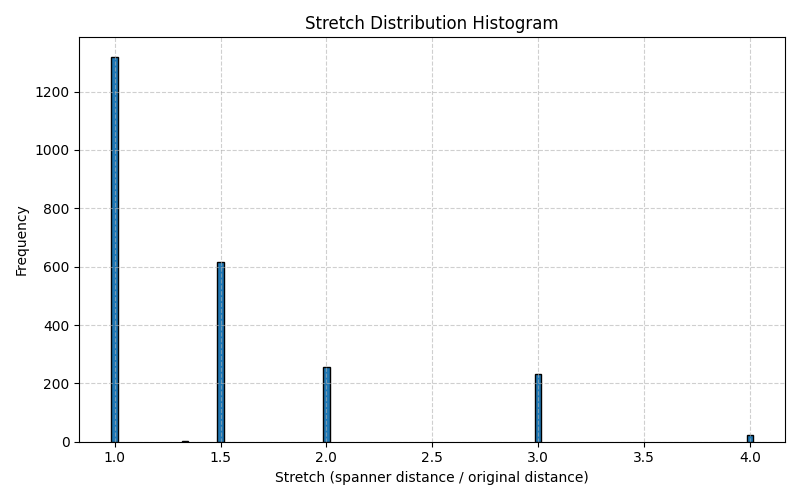 Stretch Distribution Histogram
Frequency
1200
1000
800
600
400
200
0
1.0 1.5 2.0 2.5 3.0 3.5 4.0
Stretch (spanner distance / original distance)